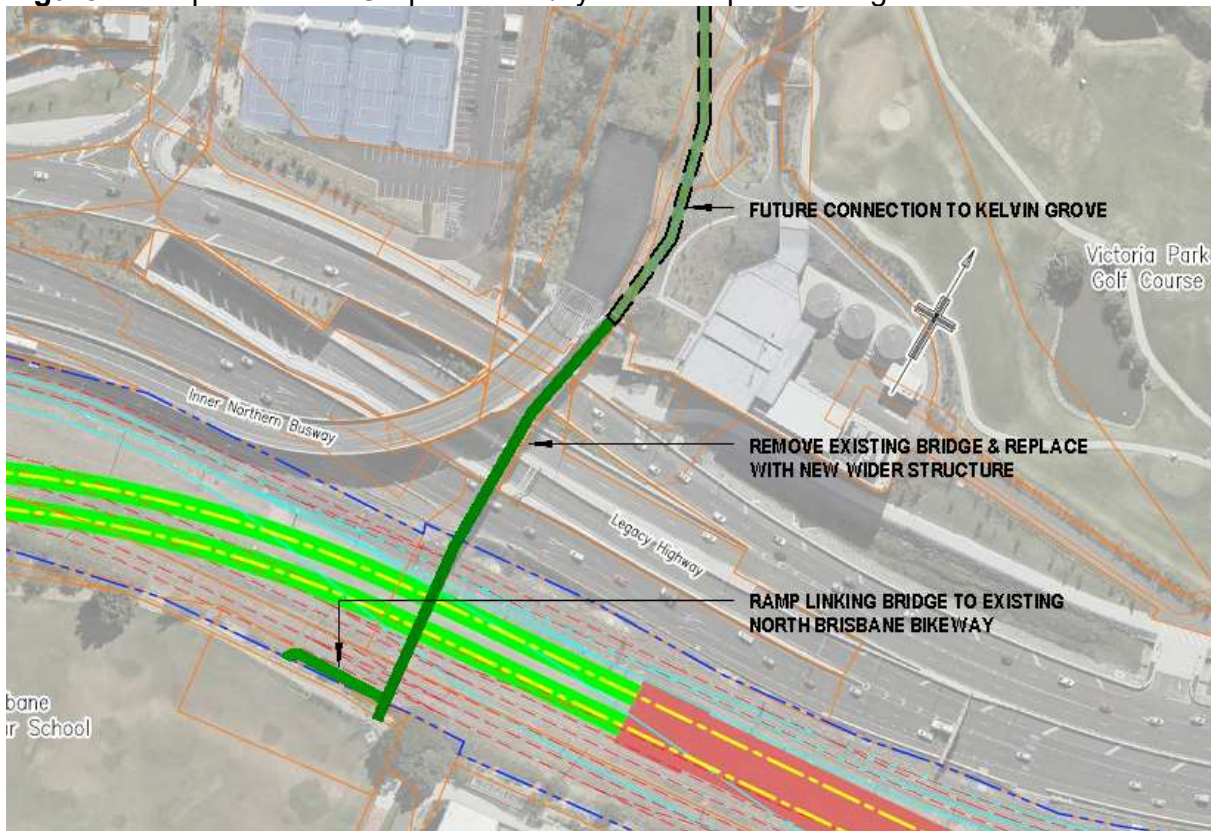 FUTURE CONNECTION TO KELVIN GROVE
Victoria Park
Golf Course
Inner Northern Busway
REMOVE EXISTING BRIDGE & REPLACE
WITH NEW WIDER STRUCTURE
Legacy Highway
RAMP LINKING BRIDGE TO EXISTING
NORTH BRISBANE BIKEWAY
bane
School